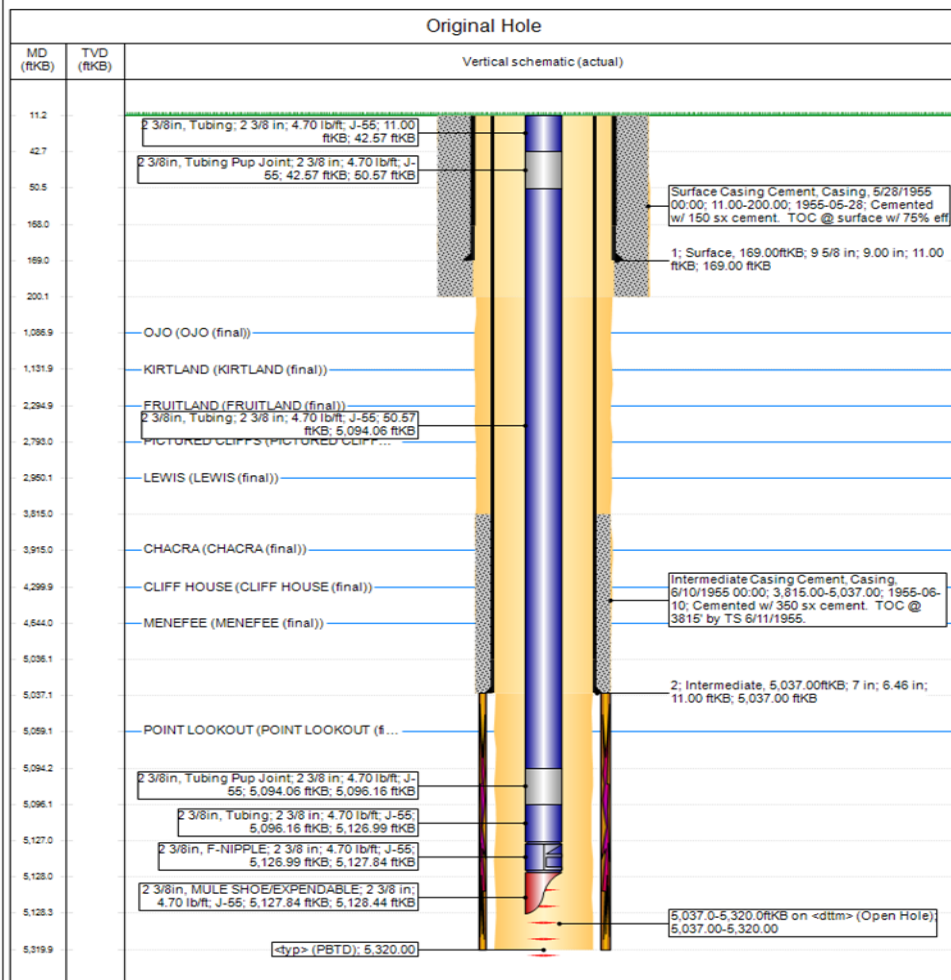 Original Hole
MD
(ftKB)
TVD
(ftKB)
Vertical schematic (actual)
11.2
2 3/8in, Tubing; 2 3/8 in; 4.70 lb/ft; J-55; 11.00
ftKB; 42.57 ftKB
42.7
2 3/8in, Tubing Pup Joint; 2 3/8 in; 4.70 lb/ft; J-
55; 42.57 ftKB; 50.57 ftKB
50.5
Surface Casing Cement, Casing, 5/28/1955
00:00; 11.00-200.00; 1955-05-28; Cemented
w/ 150 sx cement. TOC @ surface w/ 75% eff
168.0
1; Surface, 169.00ftKB; 9 5/8 in; 9.00 in; 11.00
ftKB; 169.00 ftKB
169.0
200.1
1,086.9
OJO (OJO (final))
1,131.9
KIRTLAND (KIRTLAND (final))
2,294.9
FRUITLAND (FRUITLAND (final))
2 3/8in, Tubing; 2 3/8 in; 4.70 lb/ft; J-55; 50.57
ftKB; 5,094.06 ftKB
2,793.0
PICTURED CLIFFS (PICTURED CLIFF...
2,950.1
LEWIS (LEWIS (final))
3,815.0
3,915.0
CHACRA (CHACRA (final))
4,299.9
CLIFF HOUSE (CLIFF HOUSE (final))
Intermediate Casing Cement, Casing,
6/10/1955 00:00; 3,815.00-5,037.00; 1955-06-
10; Cemented w/ 350 sx cement. TOC @
3815' by TS 6/11/1955.
4,544.0
MENEFEE (MENEFEE (final))
5,036.1
5,037.1
2; Intermediate, 5,037.00ftKB; 7 in; 6.46 in;
11.00 ftKB; 5,037.00 ftKB
5,059.1
POINT LOOKOUT (POINT LOOKOUT (fi...
5,094.2
2 3/8in, Tubing Pup Joint; 2 3/8 in; 4.70 lb/ft; J-
55; 5,094.06 ftKB; 5,096.16 ftKB
5,096.1
2 3/8in, Tubing; 2 3/8 in; 4.70 lb/ft; J-55;
5,096.16 ftKB; 5,126.99 ftKB
5,127.0
2 3/8in, F-NIPPLE; 2 3/8 in; 4.70 lb/ft; J-55;
5,126.99 ftKB; 5,127.84 ftKB
5,128.0
2 3/8in, MULE SHOE/EXPENDABLE; 2 3/8 in;
4.70 lb/ft; J-55; 5,127.84 ftKB; 5,128.44 ftKB
5,128.3
5,037.0-5,320.0ftKB on <dttm> (Open Hole);
5,037.00-5,320.00
5,319.9
<typ> (PBTD); 5,320.00